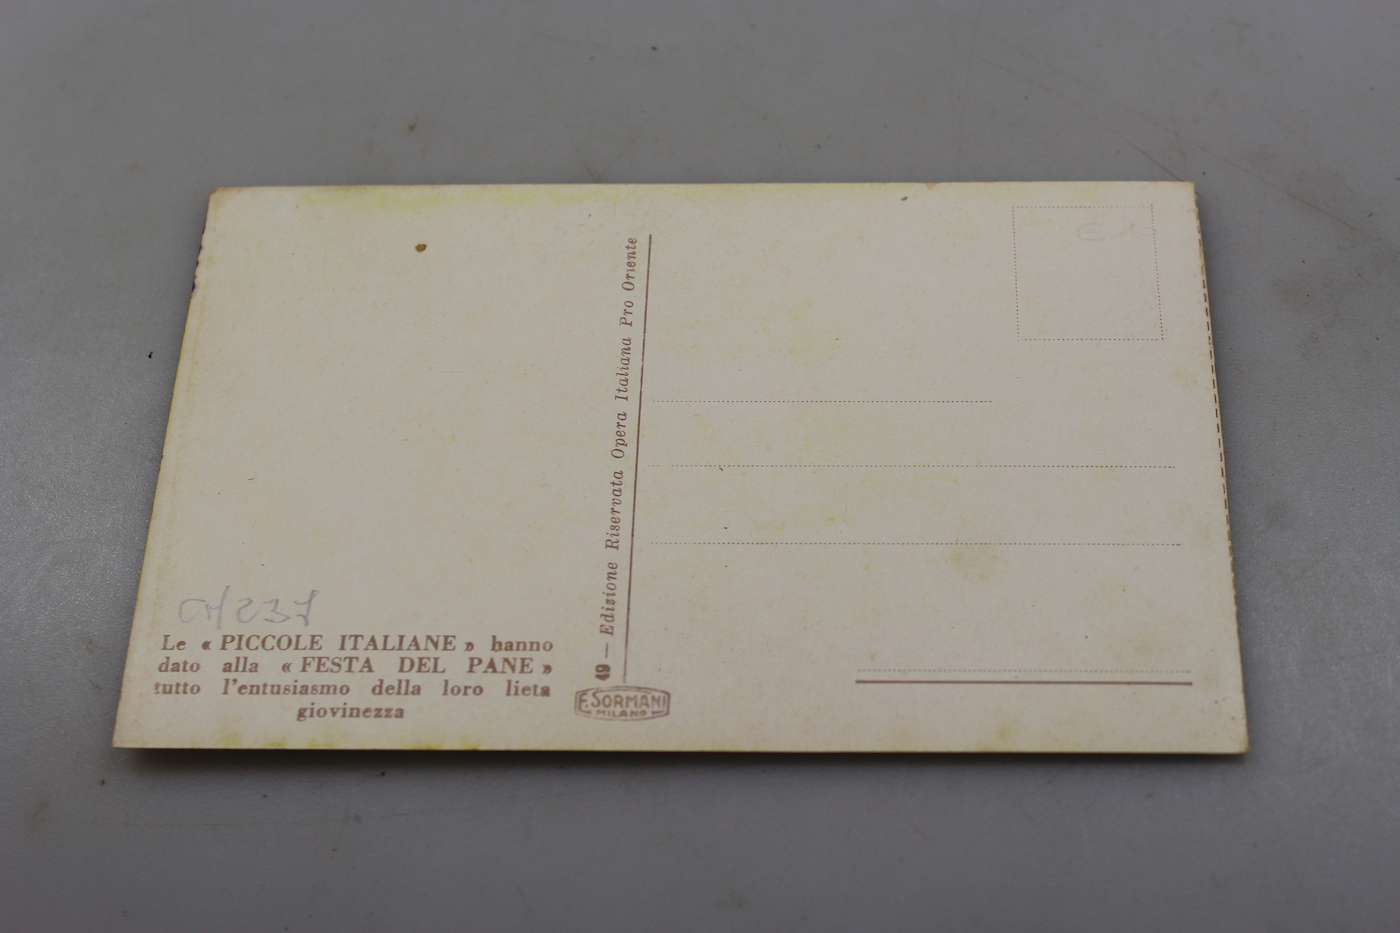 CM237
Le « PICCOLE ITALIANE » hanno
dato alla « FESTA DEL PANE »
tutto l'entusiasmo della loro lieta
giovinezza
49 — Edizione Riservata Opera Italiana Pro Oriente
F. SORMANI
MILANO